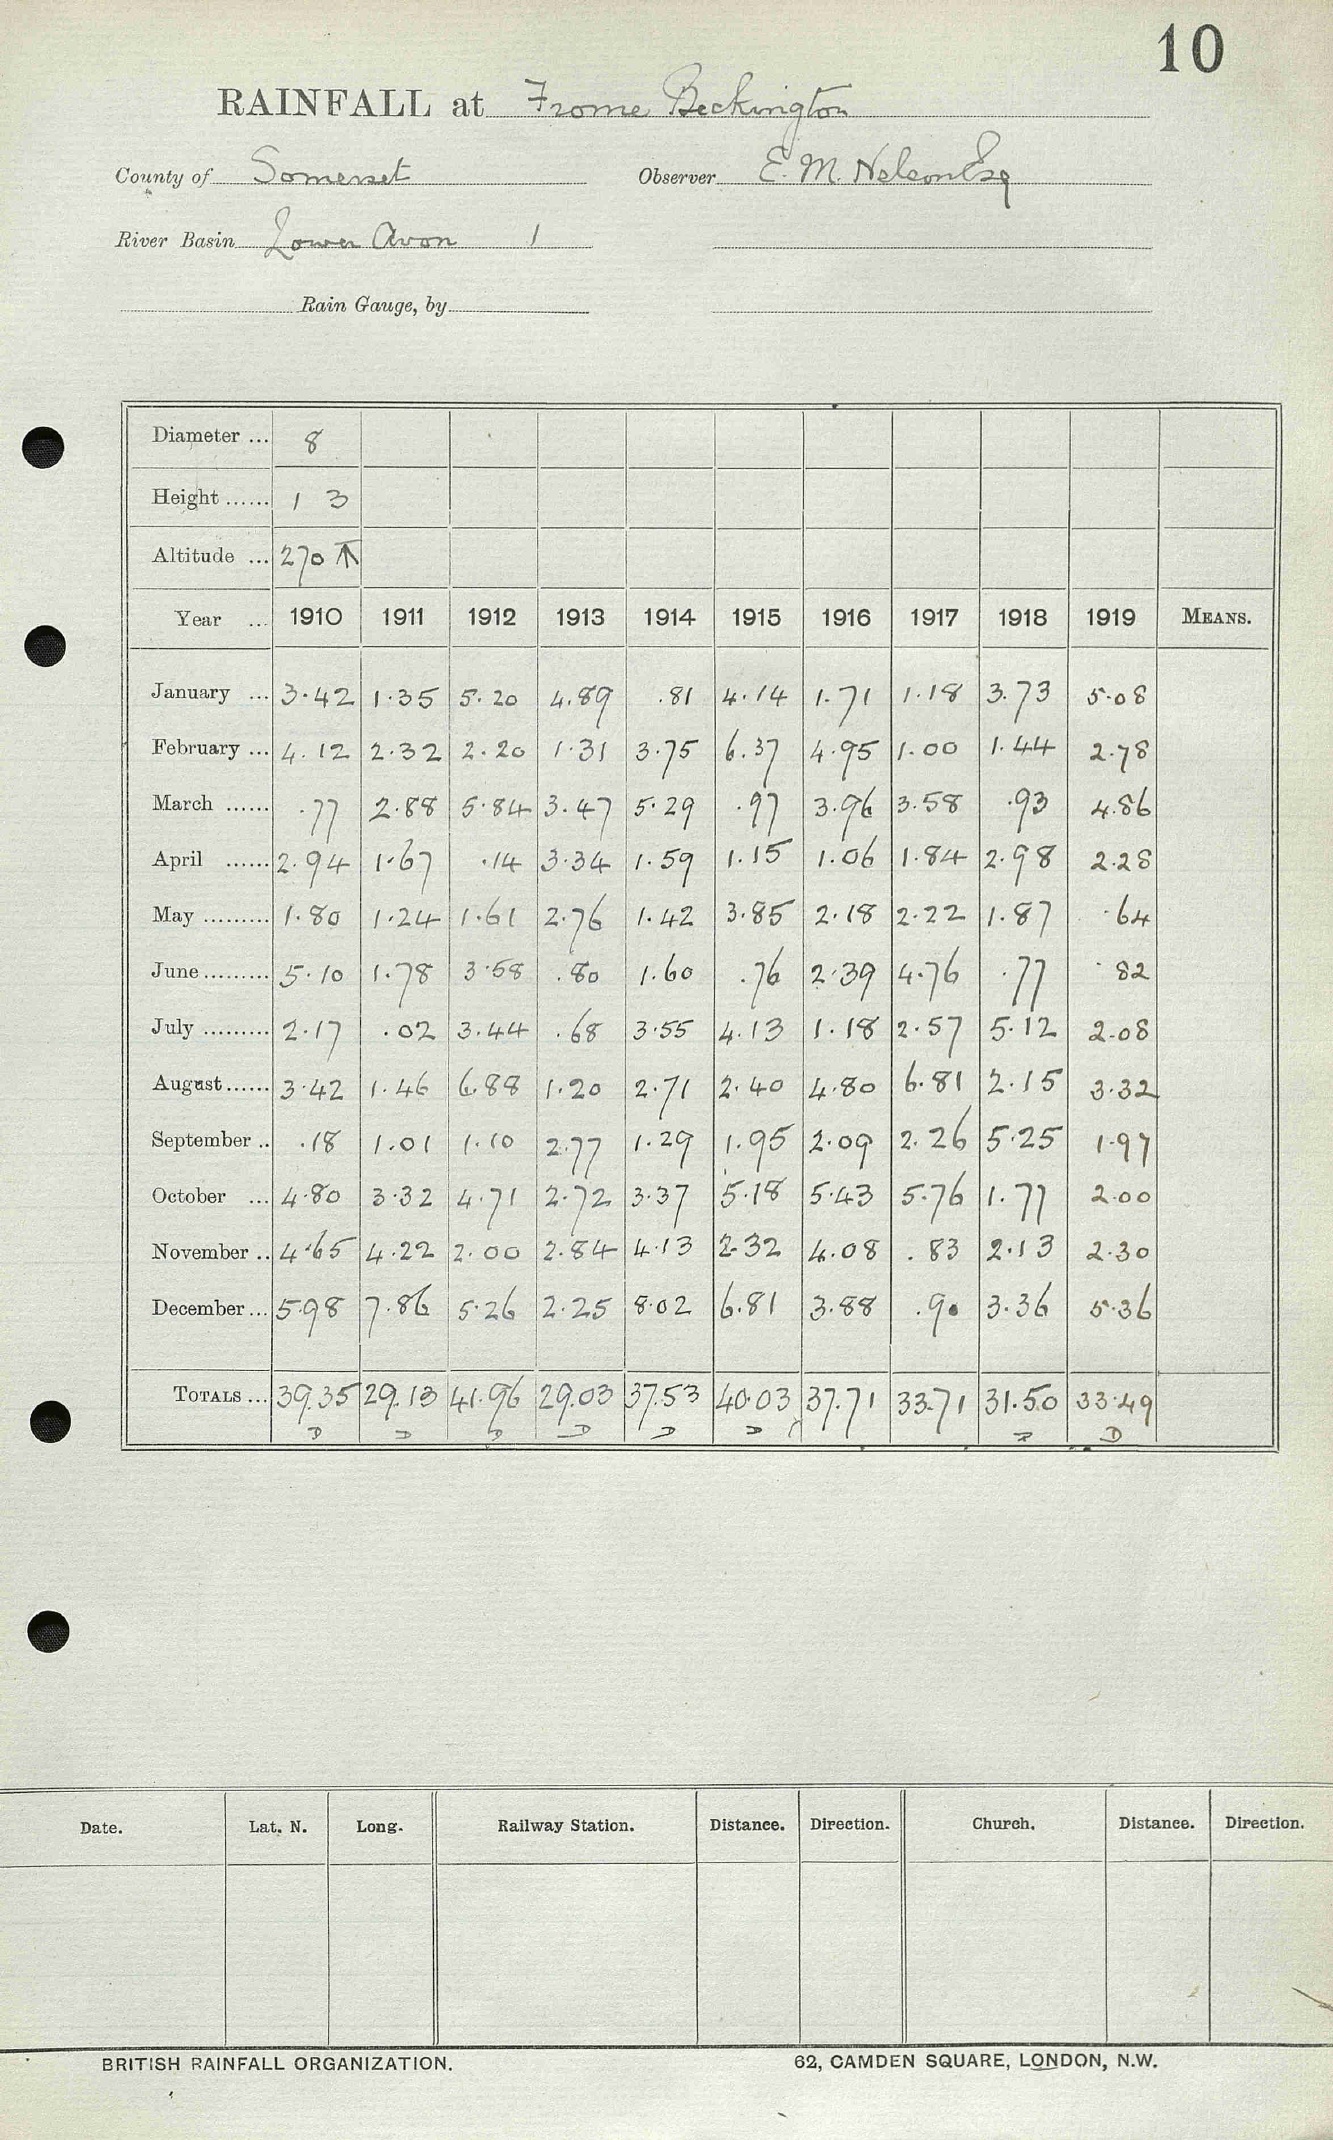 10
RAINFALL at Frome Beckington
County of Somerset Observer E. M. Nelson Esq
River Basin Lower Avon 1
Rain Gauge, by
Diameter ... 8
Height ...... 1 3
Altitude ... 270 ⊼
Year ... 1910 1911 1912 1913 1914 1915 1916 1917 1918 1919 MEANS.
January ... 3.42 1.35 5.20 4.89 .81 4.14 1.71 1.18 3.73 5.08
February ... 4.12 2.32 2.20 1.31 3.75 6.37 4.95 1.00 1.44 2.78
March ...... .77 2.88 5.84 3.47 5.29 .97 3.96 3.58 .93 4.86
April ...... 2.94 1.67 .14 3.34 1.59 1.15 1.06 1.84 2.98 2.28
May ......... 1.80 1.24 1.61 2.76 1.42 3.85 2.18 2.22 1.87 .64
June ......... 5.10 1.78 3.58 .80 1.60 .76 2.39 4.76 .77 .82
July ......... 2.17 .02 3.44 .68 3.55 4.13 1.18 2.57 5.12 2.08
August ...... 3.42 1.46 6.88 1.20 2.71 2.40 4.80 6.81 2.15 3.32
September .. .18 1.01 1.10 2.77 1.29 1.95 2.09 2.26 5.25 1.97
October ... 4.80 3.32 4.71 2.72 3.37 5.18 5.43 5.76 1.77 2.00
November .. 4.65 4.22 2.00 2.84 4.13 2.32 4.08 .83 2.13 2.30
December ... 5.98 7.86 5.26 2.25 8.02 6.81 3.88 .90 3.36 5.36
TOTALS ... 39.35 29.13 41.96 29.03 37.53 40.03 37.71 33.71 31.50 33.49
D D D D D D D D
Date. Lat. N. Long. Railway Station. Distance. Direction. Church. Distance. Direction.
BRITISH RAINFALL ORGANIZATION. 62, CAMDEN SQUARE, LONDON, N.W.